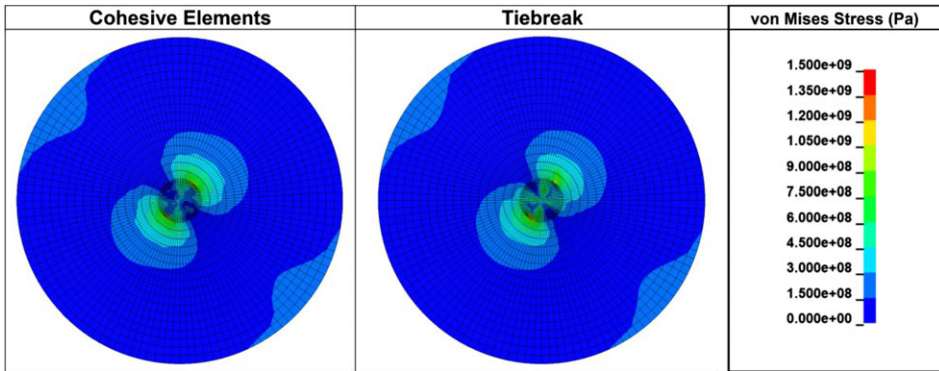 Cohesive Elements
Tiebreak
von Mises Stress (Pa)
1.500e+09
1.350e+09
1.200e+09
1.050e+09
9.000e+08
7.500e+08
6.000e+08
4.500e+08
3.000e+08
1.500e+08
0.000e+00